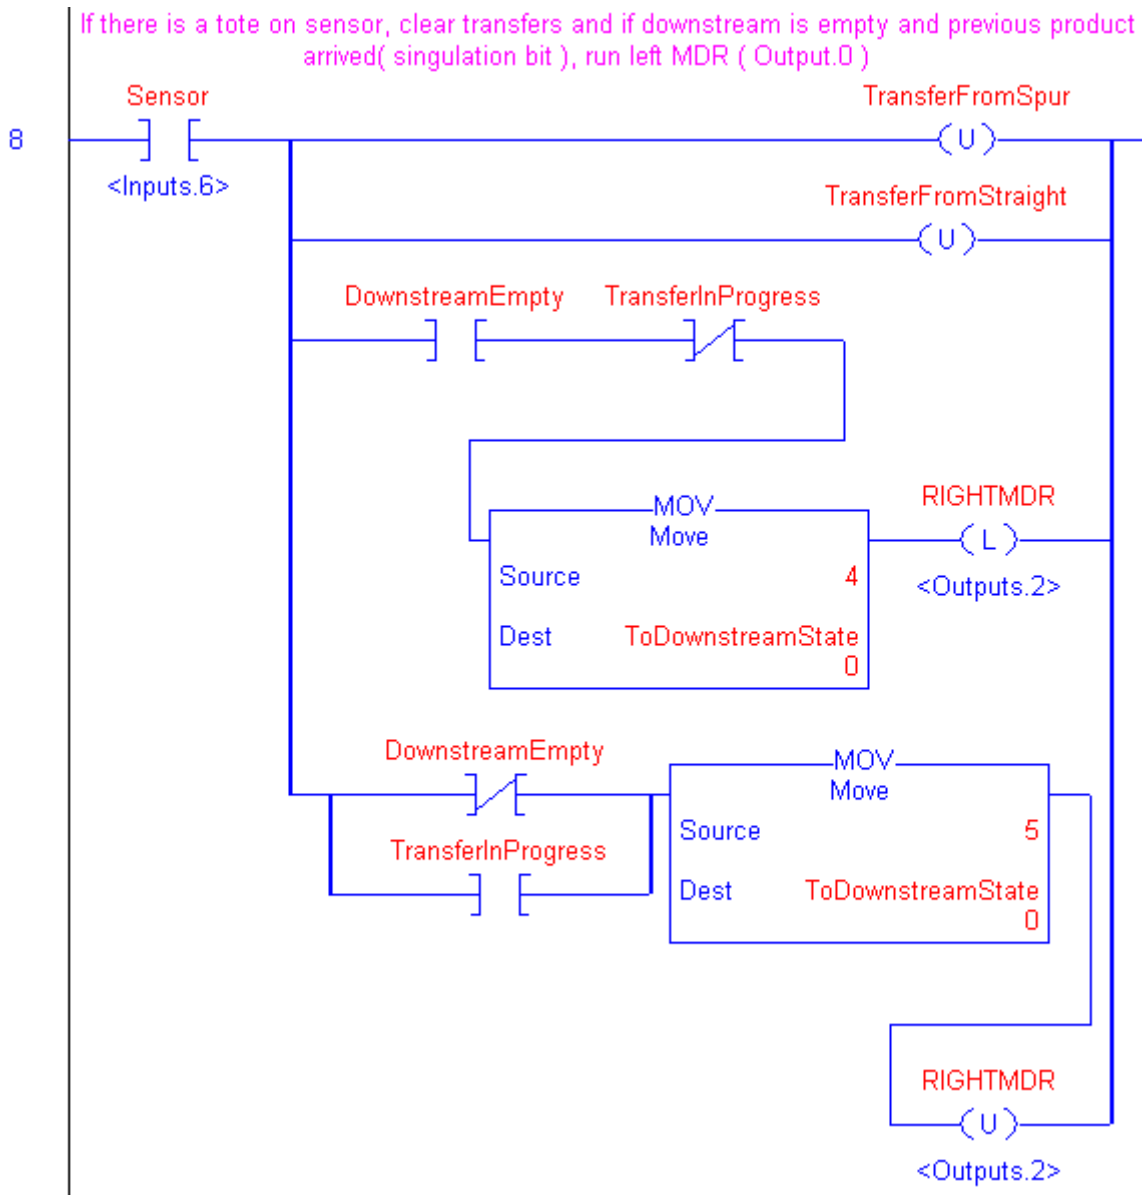 If there is a tote on sensor, clear transfers and if downstream is empty and previous product
arrived( singulation bit ), run left MDR ( Output.0 )
Sensor
TransferFromSpur
8
U
<Inputs.6>
TransferFromStraight
U
DownstreamEmpty TransferInProgress
MOV
Move
Source 4
Dest ToDownstreamState
0
RIGHTMDR
L
<Outputs.2>
DownstreamEmpty
TransferInProgress
MOV
Move
Source 5
Dest ToDownstreamState
0
RIGHTMDR
U
<Outputs.2>